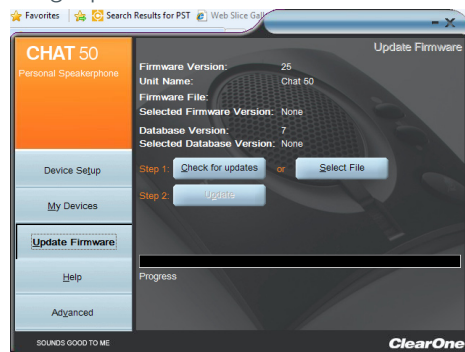 Favorites Search Results for PST Web Slice Gal
Update Firmware
CHAT 50
Personal Speakerphone
Firmware Version: 25
Unit Name: Chat 50
Firmware File:
Selected Firmware Version: None
Database Version: 7
Selected Database Version: None
Device Setup
Step 1: Check for updates or Select File
My Devices
Step 2: Update
Update Firmware
Help
Progress
Advanced
SOUNDS GOOD TO ME
ClearOne